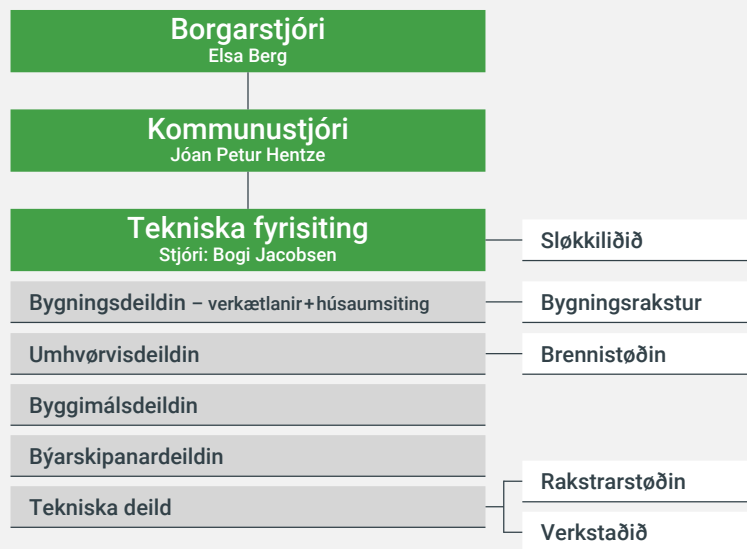 Borgarstjóri
Elsa Berg
Kommunustjóri
Jóan Petur Hentze
Tekniska fyrisiting
Stjóri: Bogi Jacobsen
Sløkkiliðið
Bygningsdeildin – verkætlanir+húsaumsiting
Bygningsrakstur
Umhvørvisdeildin
Brennistøðin
Byggimálsdeildin
Býarskipanardeildin
Tekniska deild
Rakstrarstøðin
Verkstaðið